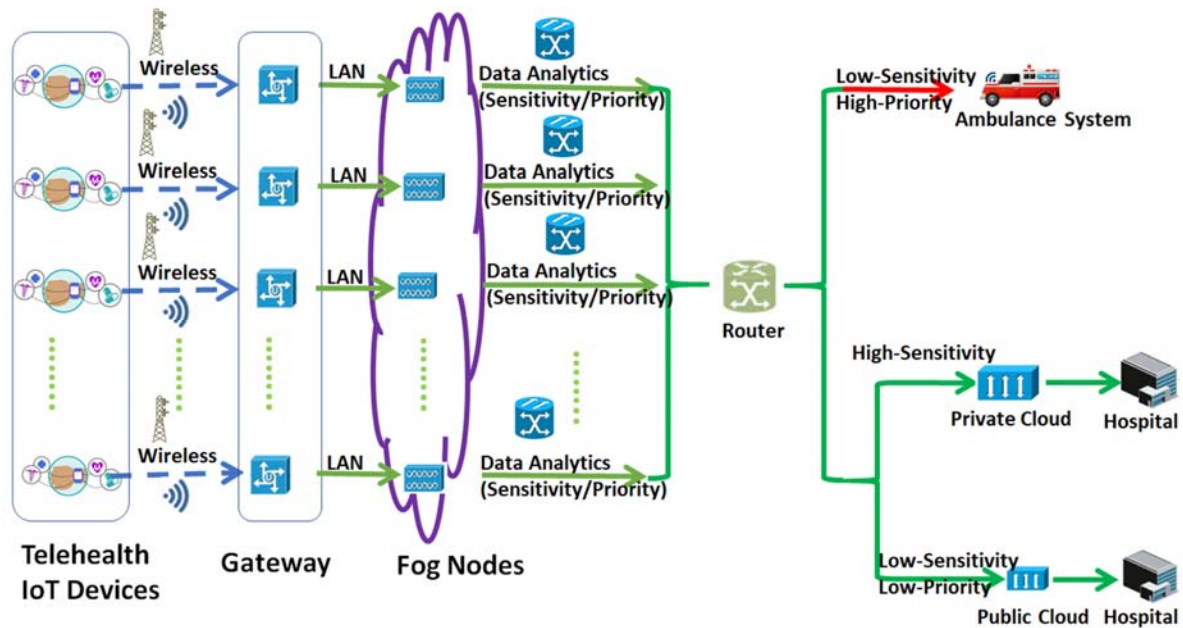 Wireless
LAN
Data Analytics
(Sensitivity/Priority)
Wireless
LAN
Data Analytics
(Sensitivity/Priority)
Wireless
LAN
Data Analytics
(Sensitivity/Priority)
Wireless
LAN
Data Analytics
(Sensitivity/Priority)
Telehealth
IoT Devices
Gateway
Fog Nodes
Router
Low-Sensitivity
High-Priority
Ambulance System
High-Sensitivity
Private Cloud
Hospital
Low-Sensitivity
Low-Priority
Public Cloud
Hospital